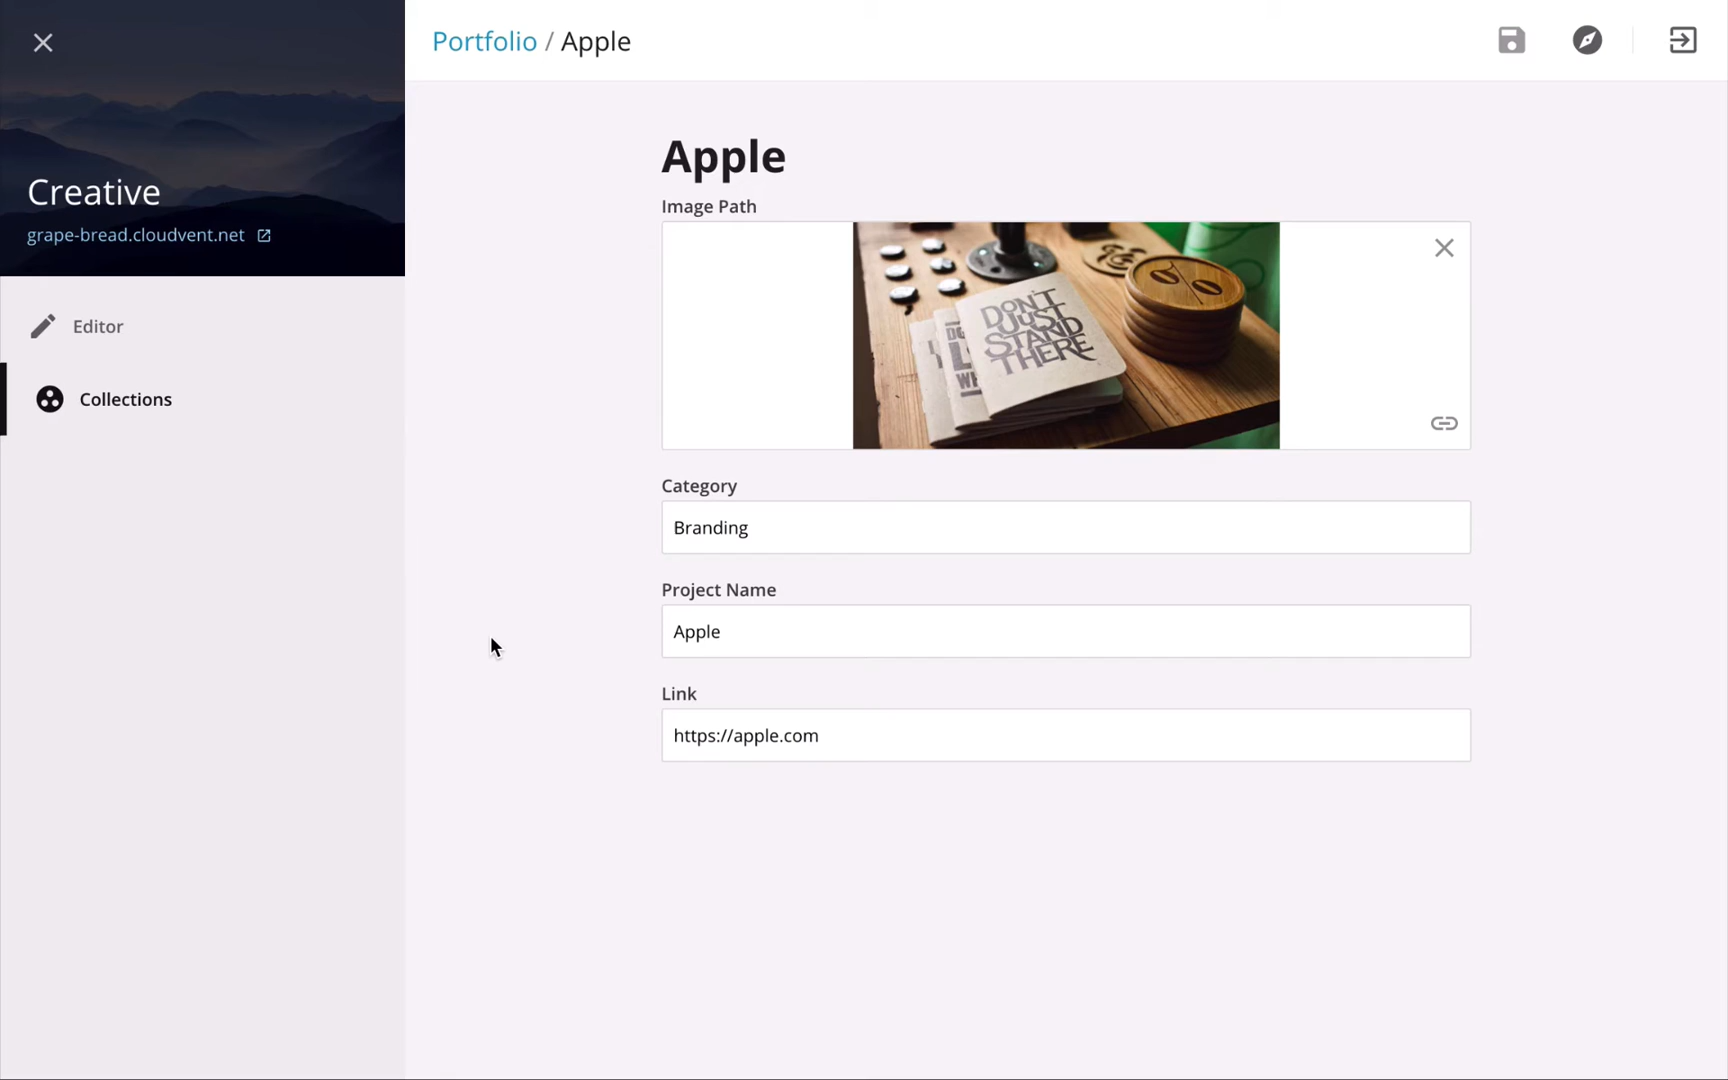 Portfolio / Apple
Creative
grape-bread.cloudvent.net
Editor
Collections
Apple
Image Path
DON'T
JUST
STAND
THERE
Category
Branding
Project Name
Apple
Link
https://apple.com